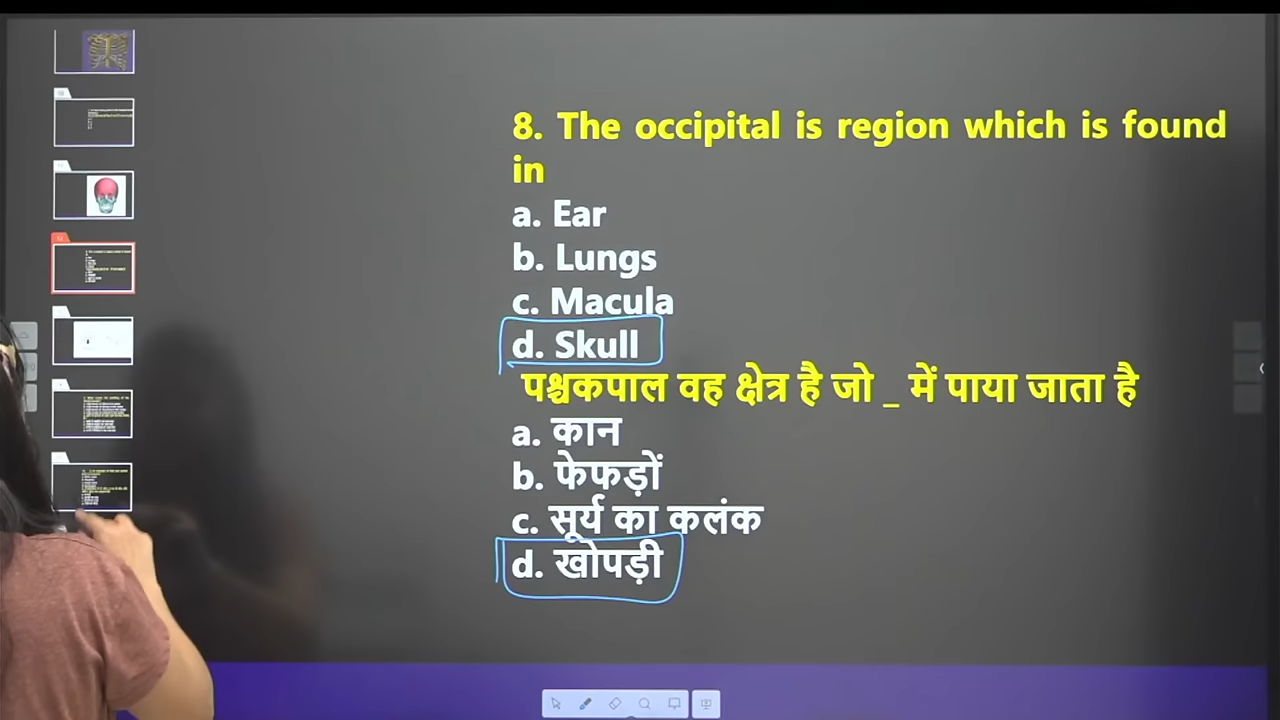 8. The occipital is region which is found
in
a. Ear
b. Lungs
c. Macula
d. Skull
पश्चकपाल वह क्षेत्र है जो _ में पाया जाता है
a. कान
b. फेफड़ों
c. सूर्य का कलंक
d. खोपड़ी